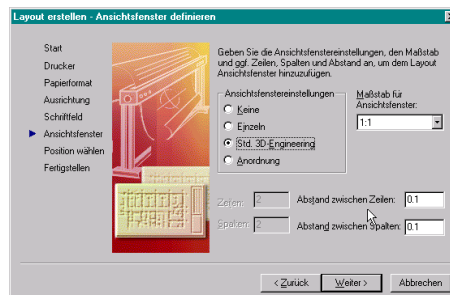 Layout erstellen - Ansichtsfenster definieren
Start
Drucker
Papierformat
Ausrichtung
Schriftfeld
Ansichtsfenster
Position wählen
Fertigstellen
Geben Sie die Ansichtsfenstereinstellungen, den Maßstab
und ggf. Zeilen, Spalten und Abstand an, um dem Layout
Ansichtsfenster hinzuzufügen.
Ansichtsfenstereinstellungen
Keine
Einzeln
Std. 3D-Engineering
Anordnung
Maßstab für
Ansichtsfenster:
1:1
Zeilen: 2
Abstand zwischen Zeilen: 0.1
Spalten: 2
Abstand zwischen Spalten: 0.1
< Zurück
Weiter >
Abbrechen